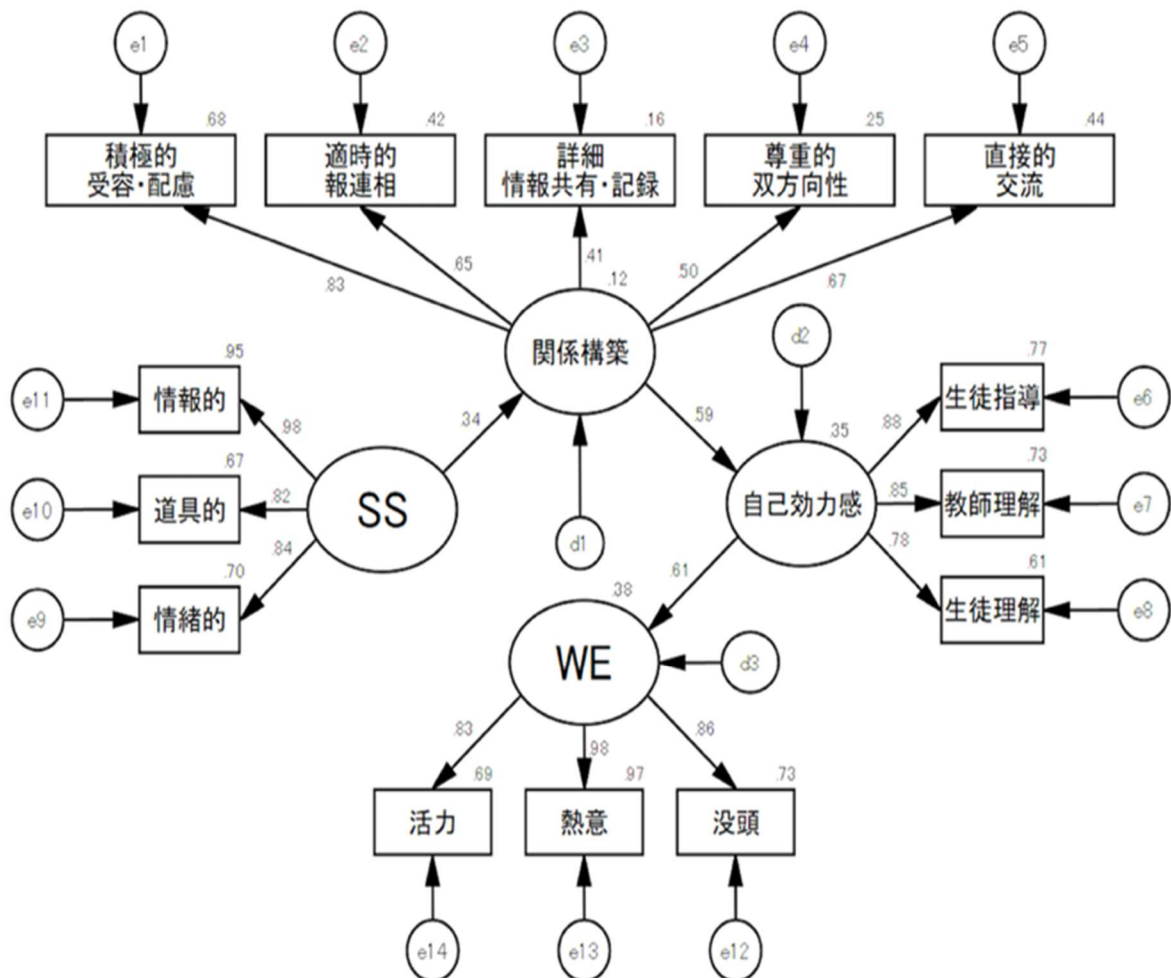 e1
e2
e3
e4
e5
.68
.42
.16
.25
.44
積極的
受容・配慮
適時的
報連相
詳細
情報共有・記録
尊重的
双方向性
直接的
交流
.83
.65
.41
.12
.50
.67
関係構築
d2
.95
e11
情報的
.98
.34
.59
.35
.88
.77
生徒指導
e6
.67
e10
道具的
.82
SS
自己効力感
.85
.73
教師理解
e7
.84
.70
e9
情緒的
d1
.78
.61
生徒理解
e8
.61
.38
WE
d3
.83
.98
.86
.69
.97
.73
活力
熱意
没頭
e14
e13
e12